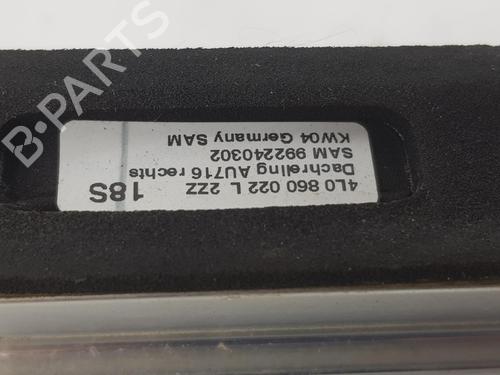 4L0 860 022 L 2ZZ
Dachreling AU716 rechts
SAM 992240302
KW04 Germany SAM
18S
B-PARTS